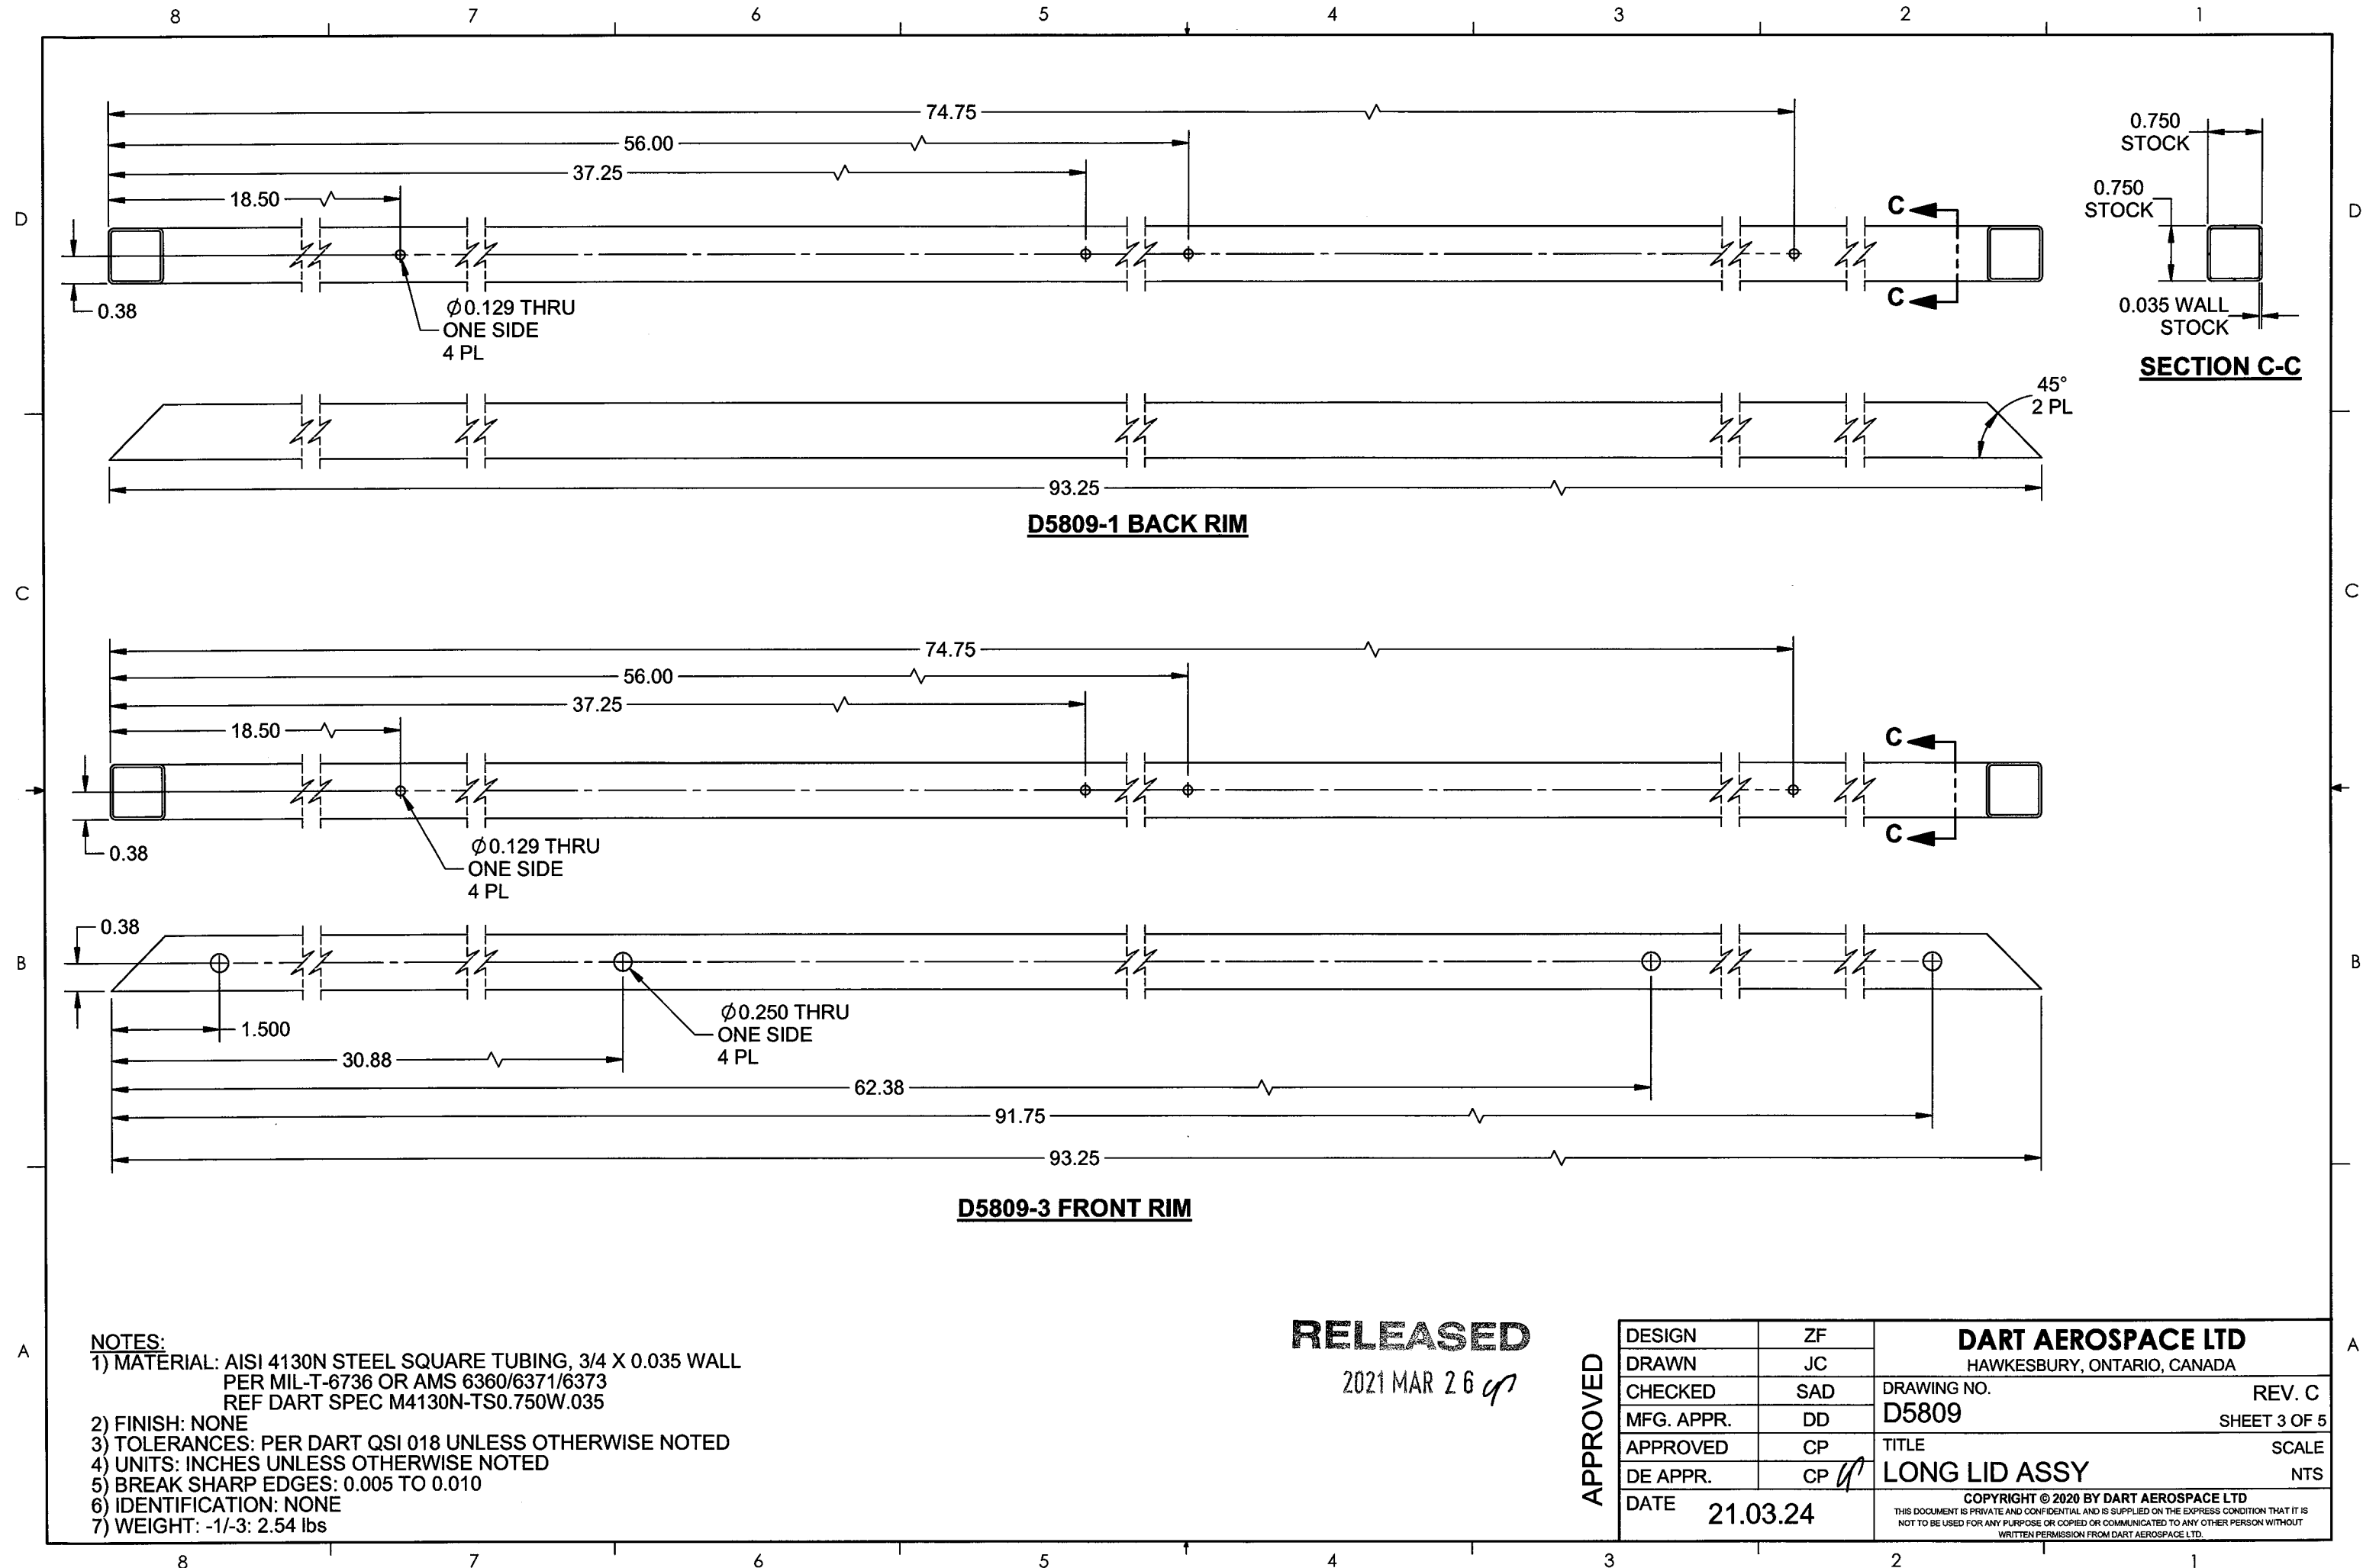 8 7 6 5 4 3 2 1
74.75
56.00
37.25
18.50
0.38
Ø0.129 THRU
ONE SIDE
4 PL
C
C
0.750
STOCK
0.750
STOCK
0.035 WALL
STOCK
SECTION C-C
D
D
45°
2 PL
93.25
D5809-1 BACK RIM
C
C
74.75
56.00
37.25
18.50
0.38
Ø0.129 THRU
ONE SIDE
4 PL
C
C
0.38
B
B
Ø0.250 THRU
ONE SIDE
4 PL
1.500
30.88
62.38
91.75
93.25
D5809-3 FRONT RIM
A
A
NOTES:
1) MATERIAL: AISI 4130N STEEL SQUARE TUBING, 3/4 X 0.035 WALL
PER MIL-T-6736 OR AMS 6360/6371/6373
REF DART SPEC M4130N-TS0.750W.035
2) FINISH: NONE
3) TOLERANCES: PER DART QSI 018 UNLESS OTHERWISE NOTED
4) UNITS: INCHES UNLESS OTHERWISE NOTED
5) BREAK SHARP EDGES: 0.005 TO 0.010
6) IDENTIFICATION: NONE
7) WEIGHT: -1/-3: 2.54 lbs
RELEASED
2021 MAR 26
APPROVED
DESIGN ZF
DRAWN JC
CHECKED SAD
MFG. APPR. DD
APPROVED CP
DE APPR. CP
DATE 21.03.24
DART AEROSPACE LTD
HAWKESBURY, ONTARIO, CANADA
DRAWING NO. REV. C
D5809 SHEET 3 OF 5
TITLE SCALE
LONG LID ASSY NTS
COPYRIGHT © 2020 BY DART AEROSPACE LTD
THIS DOCUMENT IS PRIVATE AND CONFIDENTIAL AND IS SUPPLIED ON THE EXPRESS CONDITION THAT IT IS
NOT TO BE USED FOR ANY PURPOSE OR COPIED OR COMMUNICATED TO ANY OTHER PERSON WITHOUT
WRITTEN PERMISSION FROM DART AEROSPACE LTD.
8 7 6 5 4 3 2 1